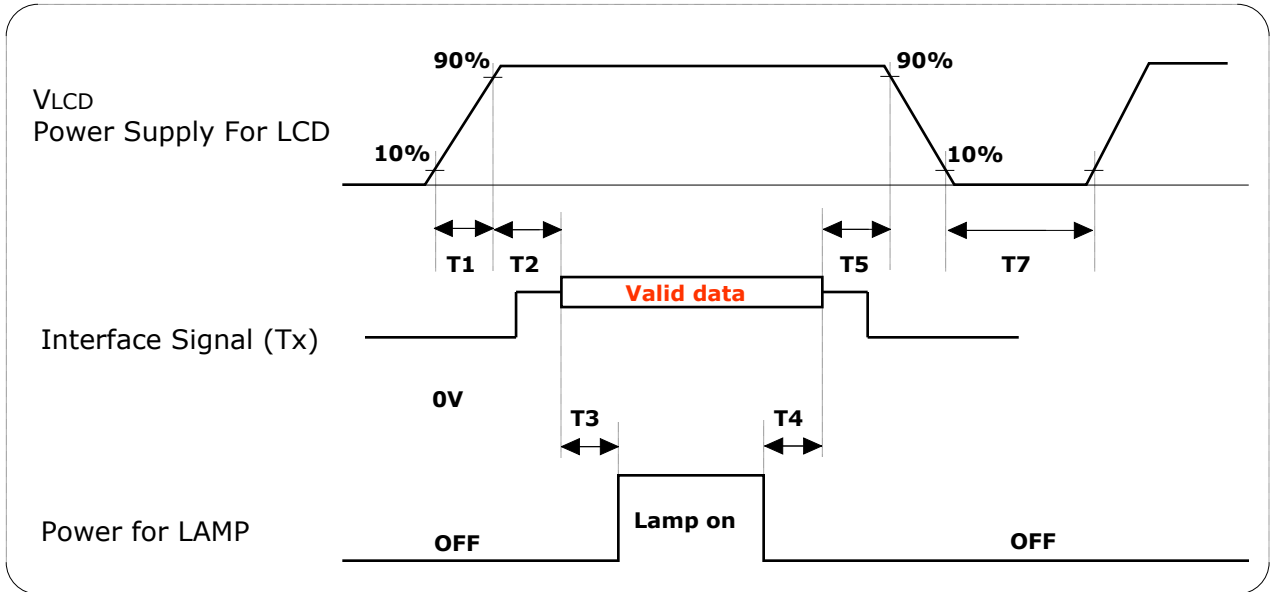 90%
90%
VLCD
Power Supply For LCD
10%
10%
T1
T2
T5
T7
Valid data
Interface Signal (Tx)
0V
T3
T4
Power for LAMP
Lamp on
OFF
OFF